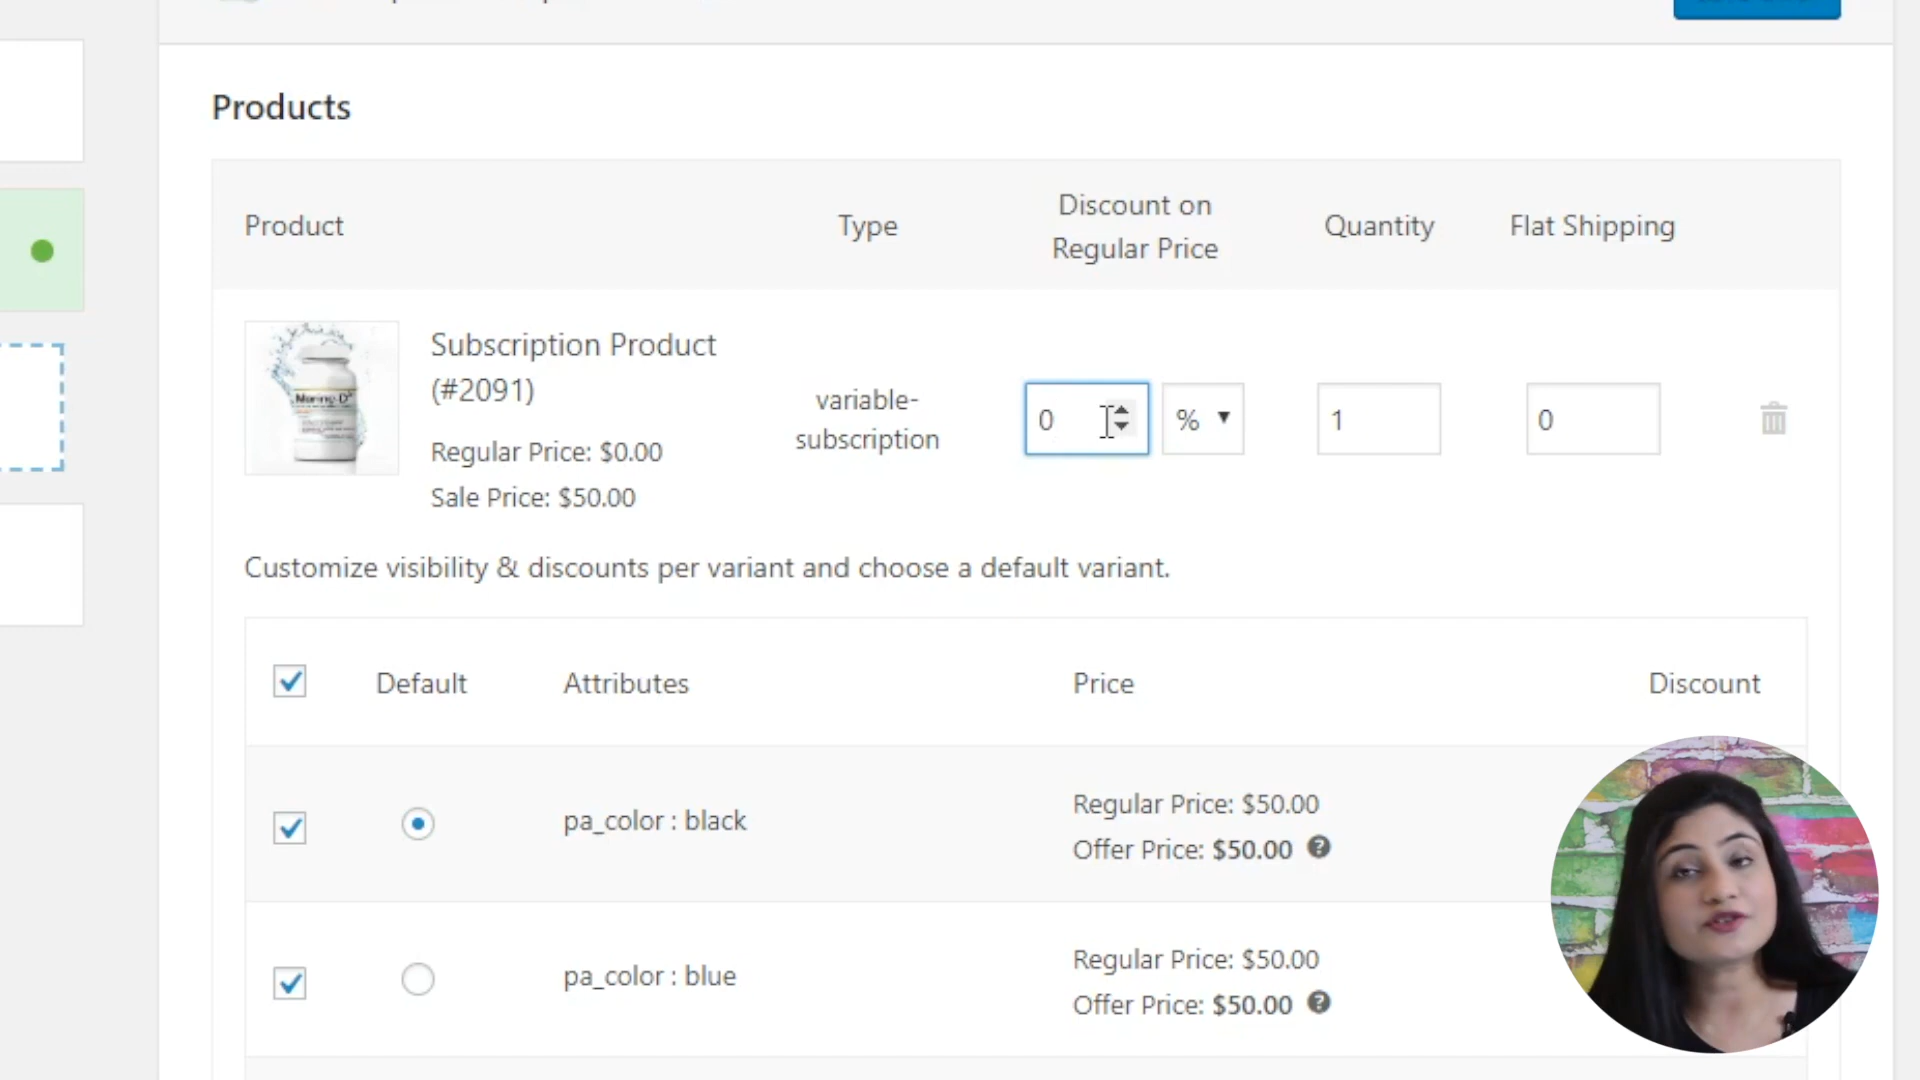 Products
Product
Type
Discount on
Regular Price
Quantity
Flat Shipping
Marine-D³
Subscription Product
(#2091)
Regular Price: $0.00
Sale Price: $50.00
variable-
subscription
0
%
1
0
Customize visibility & discounts per variant and choose a default variant.
Default
Attributes
Price
Discount
pa_color : black
Regular Price: $50.00
Offer Price: $50.00
pa_color : blue
Regular Price: $50.00
Offer Price: $50.00